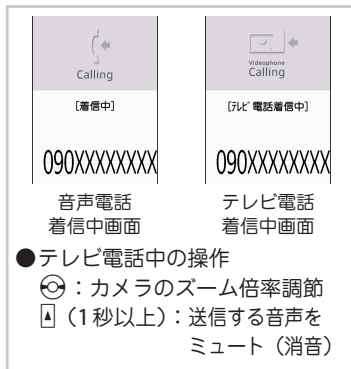 Calling
[着信中]
090XXXXXXXX
音声電話
着信中画面
Videophone
Calling
[ﾃﾚﾋﾞ電話着信中]
090XXXXXXXX
テレビ電話
着信中画面
●テレビ電話中の操作
：カメラのズーム倍率調節
（1秒以上）：送信する音声を
ミュート（消音）